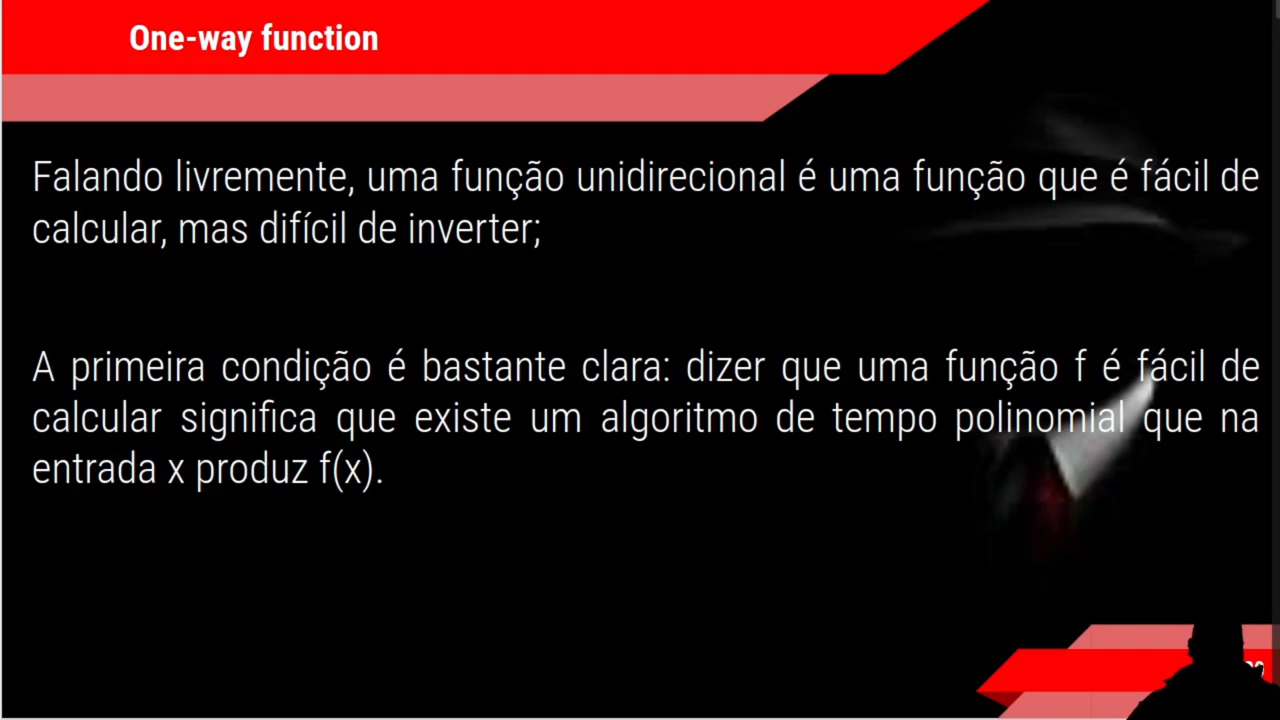 One-way function
Falando livremente, uma função unidirecional é uma função que é fácil de
calcular, mas difícil de inverter;
A primeira condição é bastante clara: dizer que uma função f é fácil de
calcular significa que existe um algoritmo de tempo polinomial que na
entrada x produz f(x).